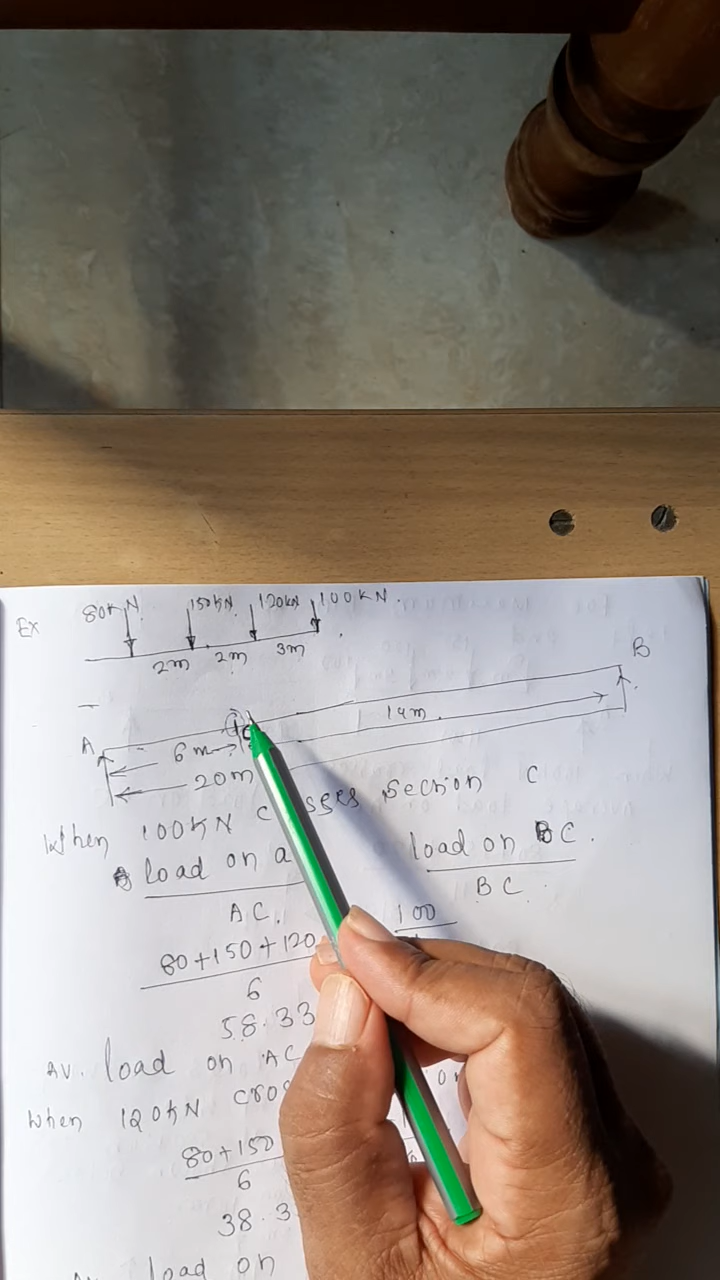 Ex 80KN 150KN 120KN 100KN.
2m 2m 3m
B
14m.
A 6m C
20m
When 100KN section C
load on load on BC.
AC. BC.
80+150+120 100
6
58.33
AV. load on AC
When 120KN
80+150
6
38.3
load on